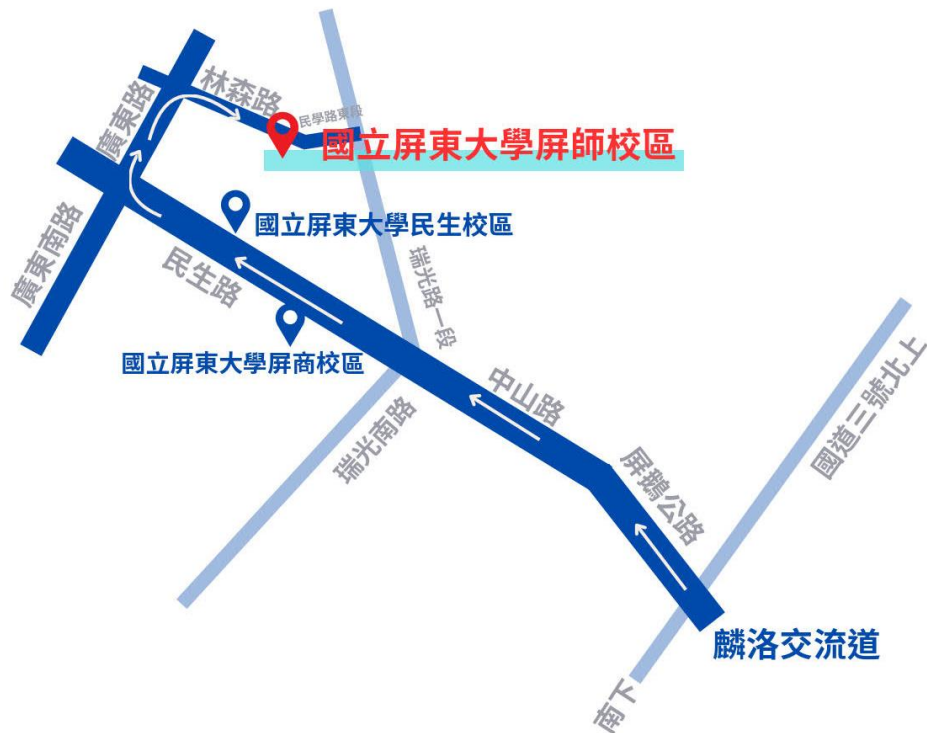 林森路
民學路東段
廣東路
國立屏東大學屏師校區
國立屏東大學民生校區
廣東南路
民生路
瑞光路一段
國立屏東大學屏商校區
中山路
國道三號北上
瑞光南路
屏鵝公路
麟洛交流道
南下